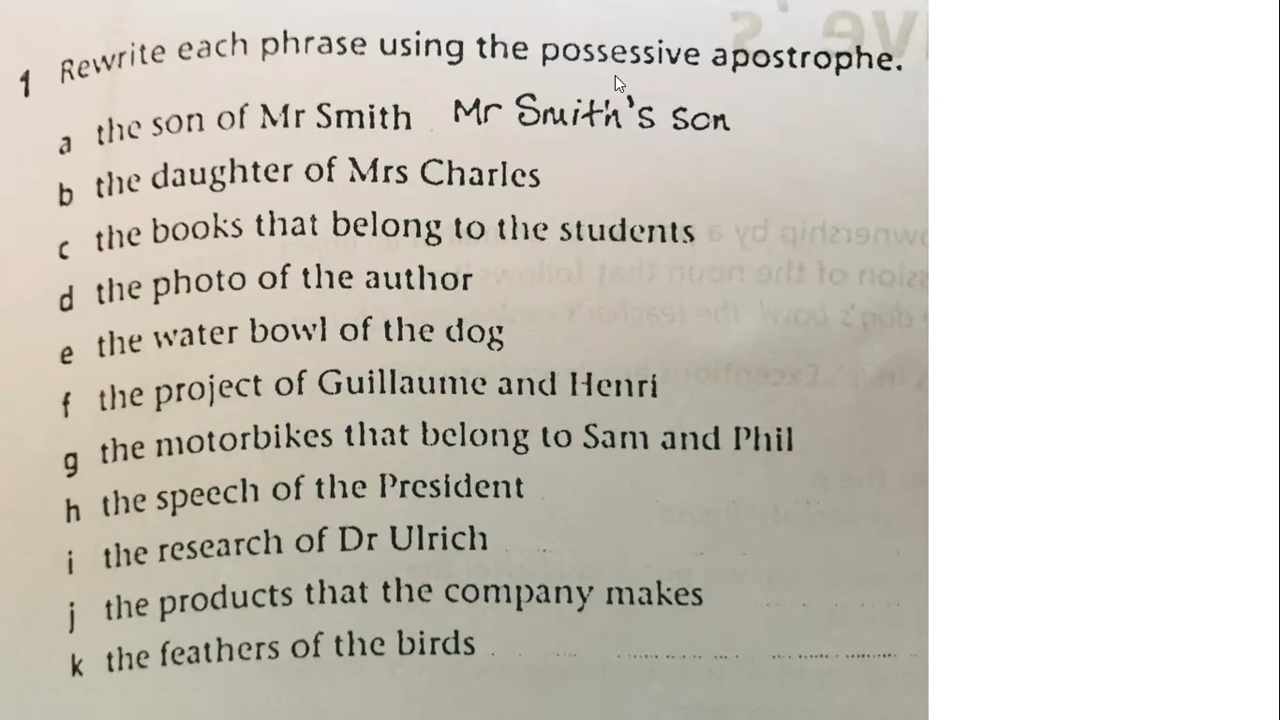 1 Rewrite each phrase using the possessive apostrophe.
a the son of Mr Smith Mr Smith's son
b the daughter of Mrs Charles
c the books that belong to the students
d the photo of the author
e the water bowl of the dog
f the project of Guillaume and Henri
g the motorbikes that belong to Sam and Phil
h the speech of the President
i the research of Dr Ulrich
j the products that the company makes
k the feathers of the birds